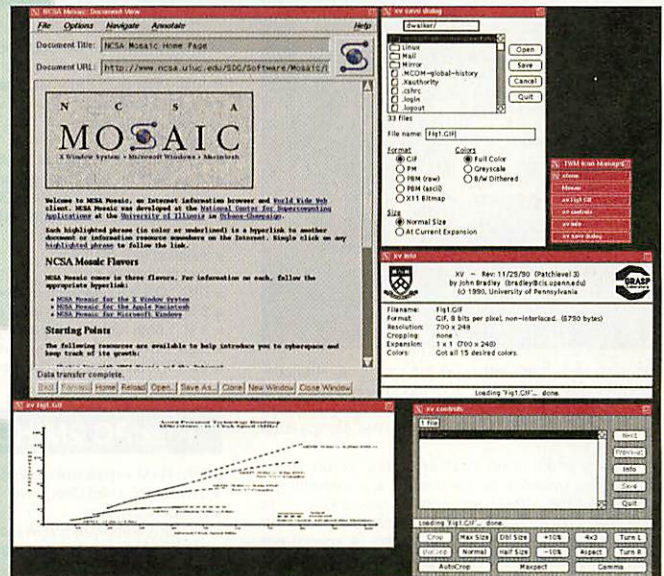 NCSA Mosaic: Document View
File Options Navigate Annotate Help
Document Title: NCSA Mosaic Home Page
Document URL: http://www.ncsa.uiuc.edu/SDG/Software/Mosaic/
N C S A
MOSAIC
X Window System • Microsoft Windows • Macintosh
Welcome to NCSA Mosaic, an Internet information browser and World Wide Web
client. NCSA Mosaic was developed at the National Center for Supercomputing
Applications at the University of Illinois in Urbana-Champaign.
Each highlighted phrase (in color or underlined) is a hyperlink to another
document or information resource somewhere on the Internet. Single click on any
highlighted phrase to follow the link.
NCSA Mosaic Flavors
NCSA Mosaic comes in three flavors. For information on each, follow the
appropriate hyperlink:
• NCSA Mosaic for the X Window System
• NCSA Mosaic for the Apple Macintosh
• NCSA Mosaic for Microsoft Windows
Starting Points
The following resources are available to help introduce you to cyberspace and
keep track of its growth:
Data transfer complete.
Back Forward Home Reload Open... Save As... Clone New Window Close Window
xv save dialog
dwalker/
Linux
Mail
Mirror
.MCOM-global-history
.Xauthority
.cshrc
.login
.logout
33 files
Open
Save
Cancel
Quit
File name: Fig1.GIF
Format Colors
GIF Full Color
PM Greyscale
PBM (raw) B/W Dithered
PBM (ascii)
X11 Bitmap
Size
Normal Size
At Current Expansion
TWM Icon Manager
xterm
Mosaic
xv Fig1.GIF
xv controls
xv info
xv save dialog
xv info
XV - Rev: 11/29/90 (Patchlevel 3)
by John Bradley (bradley@cis.upenn.edu)
© 1990, University of Pennsylvania
GRASP
Filename: Fig1.GIF
Format: GIF, 8 bits per pixel, non-interlaced. (6790 bytes)
Resolution: 700 x 248
Cropping: none
Expansion: 1 x 1 (700 x 248)
Colors: Got all 15 desired colors.
Loading 'Fig1.GIF'... done.
xv Fig1.GIF
xv controls
1 file
Next
Previous
Info
Save
Quit
Loading 'Fig1.GIF'... done.
Crop Max Size Dbl Size +10% 4x3 Turn L
UnCrop Normal Half Size -10% Aspect Turn R
AutoCrop Maxpect Gamma